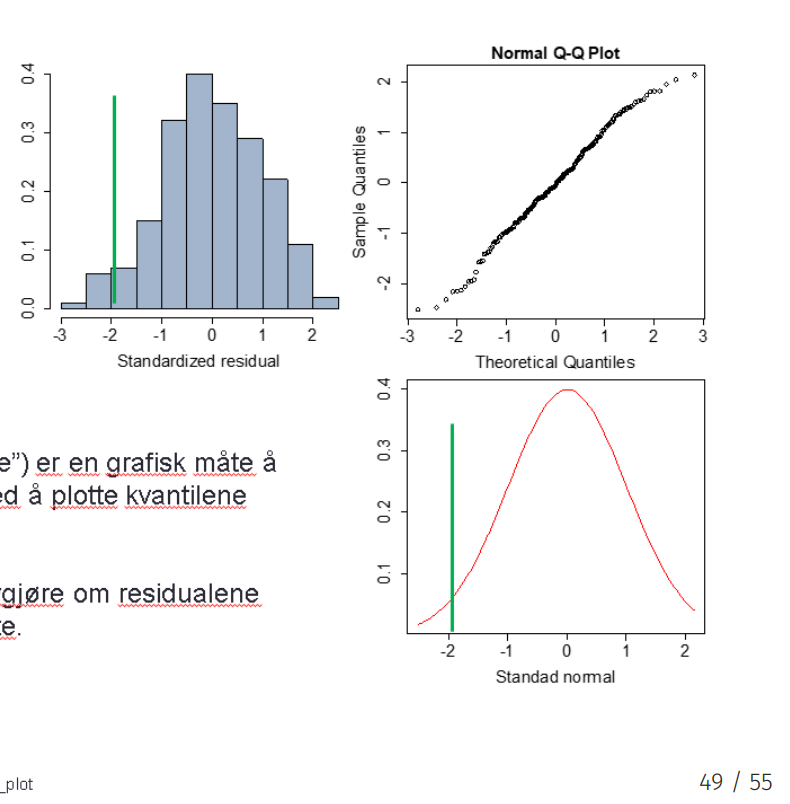 Normal Q-Q Plot
0.4
0.3
0.2
0.1
0.0
-3 -2 -1 0 1 2
Standardized residual
Sample Quantiles
2
1
0
-1
-2
-3 -2 -1 0 1 2 3
Theoretical Quantiles
0.4
0.3
0.2
0.1
-2 -1 0 1 2
Standad normal
e”) er en grafisk måte å
ed å plotte kvantilene
gjøre om residualene
te.
_plot
49 / 55